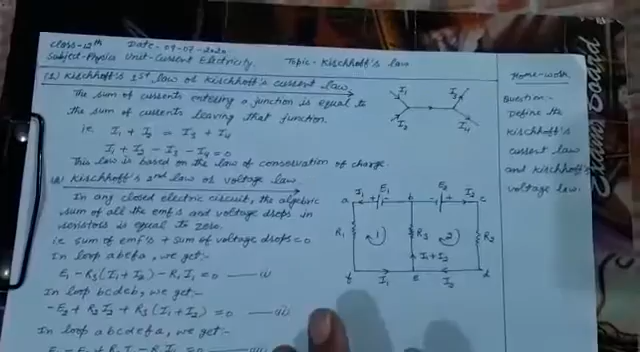 Class-12th Date- 09-07-2020
Subject-Physics Unit-Current Electricity Topic- Kirchhoff's law
(1) Kirchhoff's 1st law or Kirchhoff's current law
The sum of currents entering a junction is equal to
the sum of currents leaving that junction.
i.e. I1 + I2 = I3 + I4
I1 + I2 - I3 - I4 = 0
This law is based on the law of conservation of charge.
Kirchhoff's 2nd law or voltage law
In any closed electric circuit, the algebric
sum of all the emf's and voltage drops in
resistors is equal to zero.
i.e. sum of emf's + sum of voltage drops = 0
In loop abefa, we get:-
E1 - R3(I1+I2) - R1I1 = 0 —— (i)
In loop bcdeb, we get:-
-E2 + R2I2 + R3(I1+I2) = 0 —— (ii)
In loop abcdefa, we get:-
I1
I2
I3
I4
a I1 + E1 - b - E2 + I2 c
R1 1 R3 2 R2
I1+I2
f I1 e I2 d
Home-work
Question:-
Define the
Kirchhoff's
current law
and Kirchhoff's
voltage law.
Exam Board